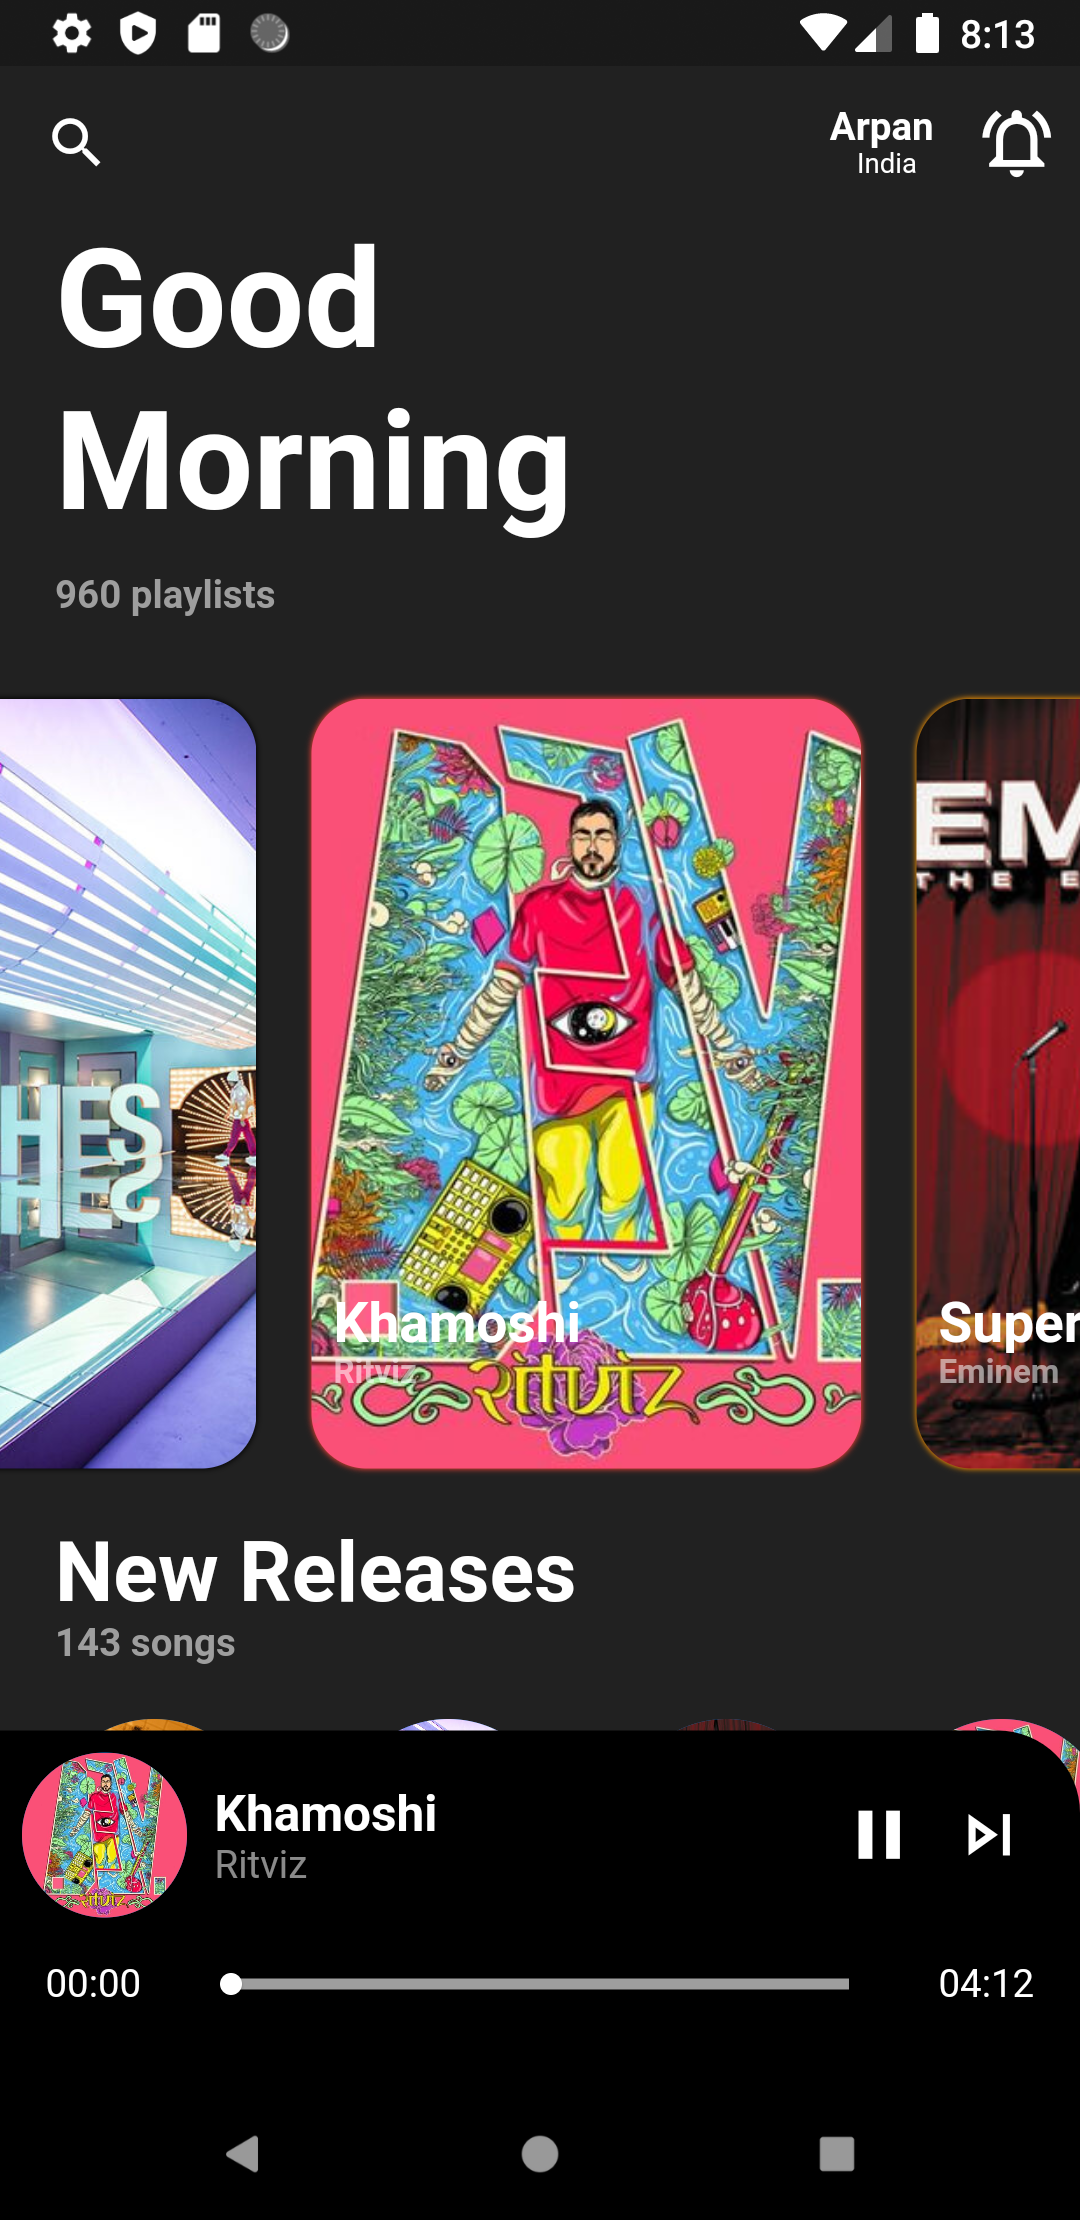 8:13
Arpan
India
Good
Morning
960 playlists
EM
THE E
HES
Khamoshi
Ritviz
रिtviz
Super
Eminem
New Releases
143 songs
Khamoshi
Ritviz
00:00
04:12